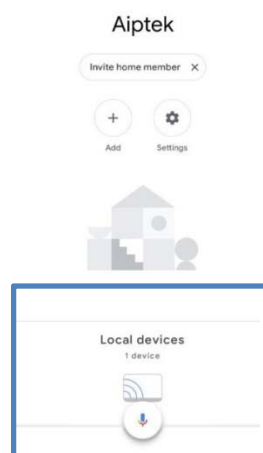 Aiptek
Invite home member X
Add Settings
Local devices
1 device